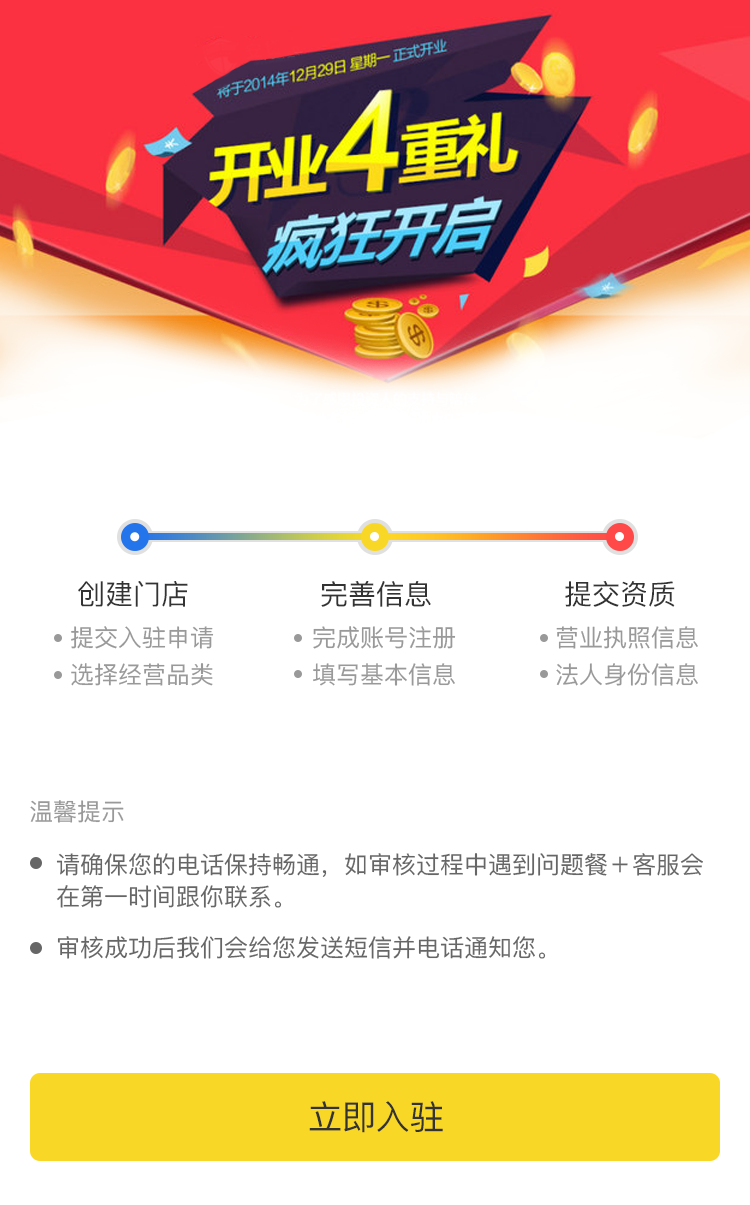 将于2014年12月29日 星期一 正式开业
开业4重礼
疯狂开启
创建门店
• 提交入驻申请
• 选择经营品类
完善信息
• 完成账号注册
• 填写基本信息
提交资质
• 营业执照信息
• 法人身份信息
温馨提示
● 请确保您的电话保持畅通，如审核过程中遇到问题餐＋客服会
在第一时间跟你联系。
● 审核成功后我们会给您发送短信并电话通知您。
立即入驻